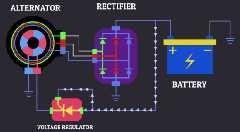 ALTERNATOR
RECTIFIER
BATTERY
VOLTAGE REGULATOR